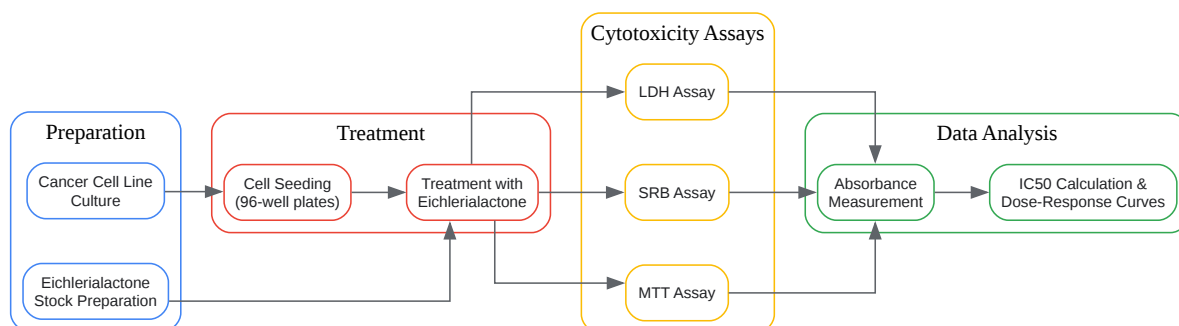 Cytotoxicity Assays
LDH Assay
Preparation
Treatment
Data Analysis
Cancer Cell Line
Culture
Cell Seeding
(96-well plates)
Treatment with
Eichlerialactone
SRB Assay
Absorbance
Measurement
IC50 Calculation &
Dose-Response Curves
Eichlerialactone
Stock Preparation
MTT Assay